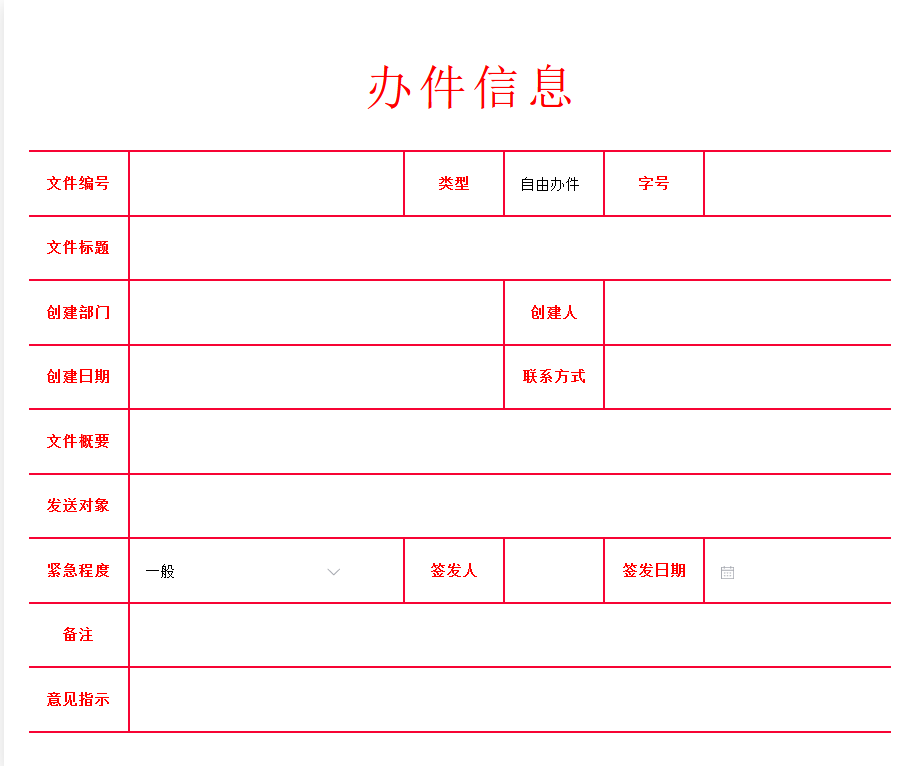 办件信息
文件编号 类型 自由办件 字号
文件标题
创建部门 创建人
创建日期 联系方式
文件概要
发送对象
紧急程度 一般 签发人 签发日期
备注
意见指示